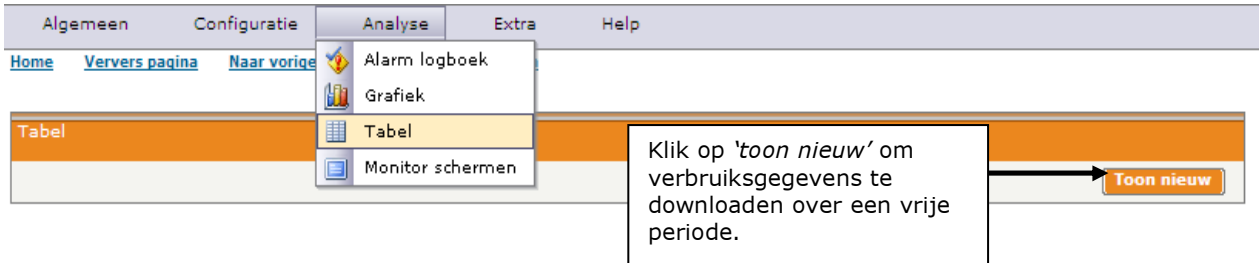 Algemeen Configuratie Analyse Extra Help
Home Ververs pagina Naar vorige
Alarm logboek
Grafiek
Tabel
Tabel
Monitor schermen
Klik op ‘toon nieuw’ om
verbruiksgegevens te
downloaden over een vrije
periode.
Toon nieuw